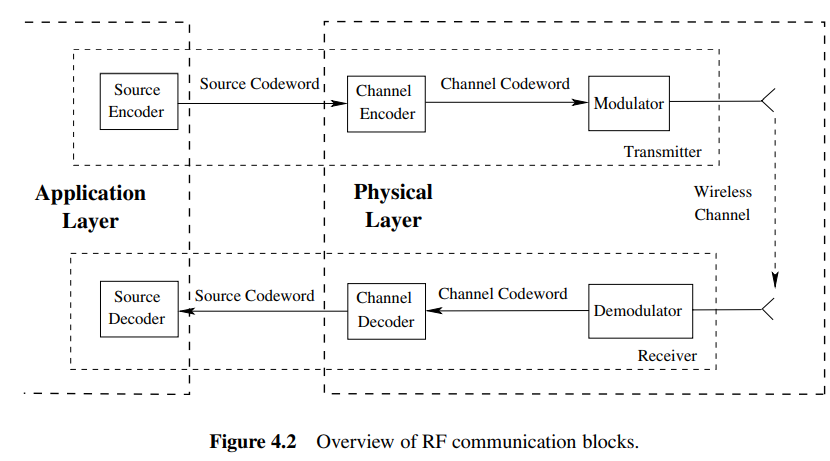 Source
Encoder
Source Codeword
Channel
Encoder
Channel Codeword
Modulator
Transmitter
Application
Layer
Physical
Layer
Wireless
Channel
Source
Decoder
Source Codeword
Channel
Decoder
Channel Codeword
Demodulator
Receiver
Figure 4.2 Overview of RF communication blocks.